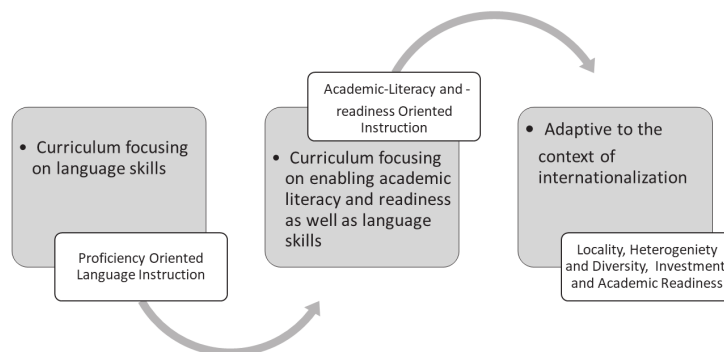 • Curriculum focusing
on language skills
Proficiency Oriented
Language Instruction
Academic-Literacy and -
readiness Oriented
Instruction
• Curriculum focusing
on enabling academic
literacy and readiness
as well as language
skills
• Adaptive to the
context of
internationalization
Locality, Heterogeniety
and Diversity, Investment
and Academic Readiness